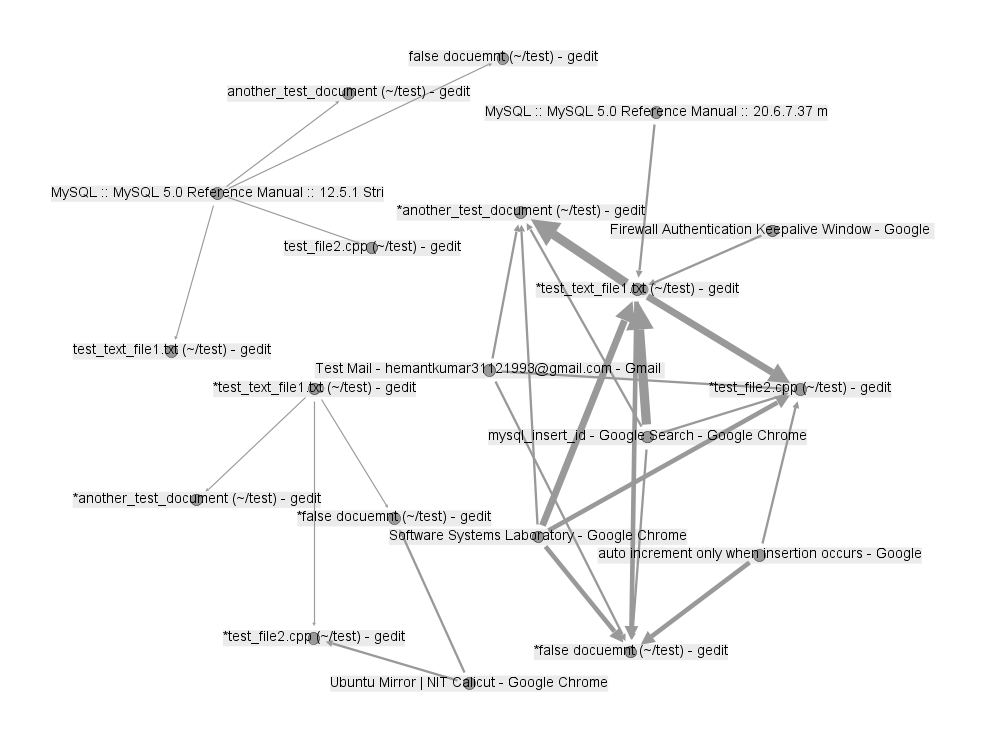 false docuemnt (~/test) - gedit
another_test_document (~/test) - gedit
MySQL :: MySQL 5.0 Reference Manual :: 20.6.7.37 m
MySQL :: MySQL 5.0 Reference Manual :: 12.5.1 Stri
*another_test_document (~/test) - gedit
Firewall Authentication Keepalive Window - Google
test_file2.cpp (~/test) - gedit
*test_text_file1.txt (~/test) - gedit
test_text_file1.txt (~/test) - gedit
Test Mail - hemantkumar31121993@gmail.com - Gmail
*test_text_file1.txt (~/test) - gedit
*test_file2.cpp (~/test) - gedit
mysql_insert_id - Google Search - Google Chrome
*another_test_document (~/test) - gedit
*false docuemnt (~/test) - gedit
Software Systems Laboratory - Google Chrome
auto increment only when insertion occurs - Google
*test_file2.cpp (~/test) - gedit
*false docuemnt (~/test) - gedit
Ubuntu Mirror | NIT Calicut - Google Chrome